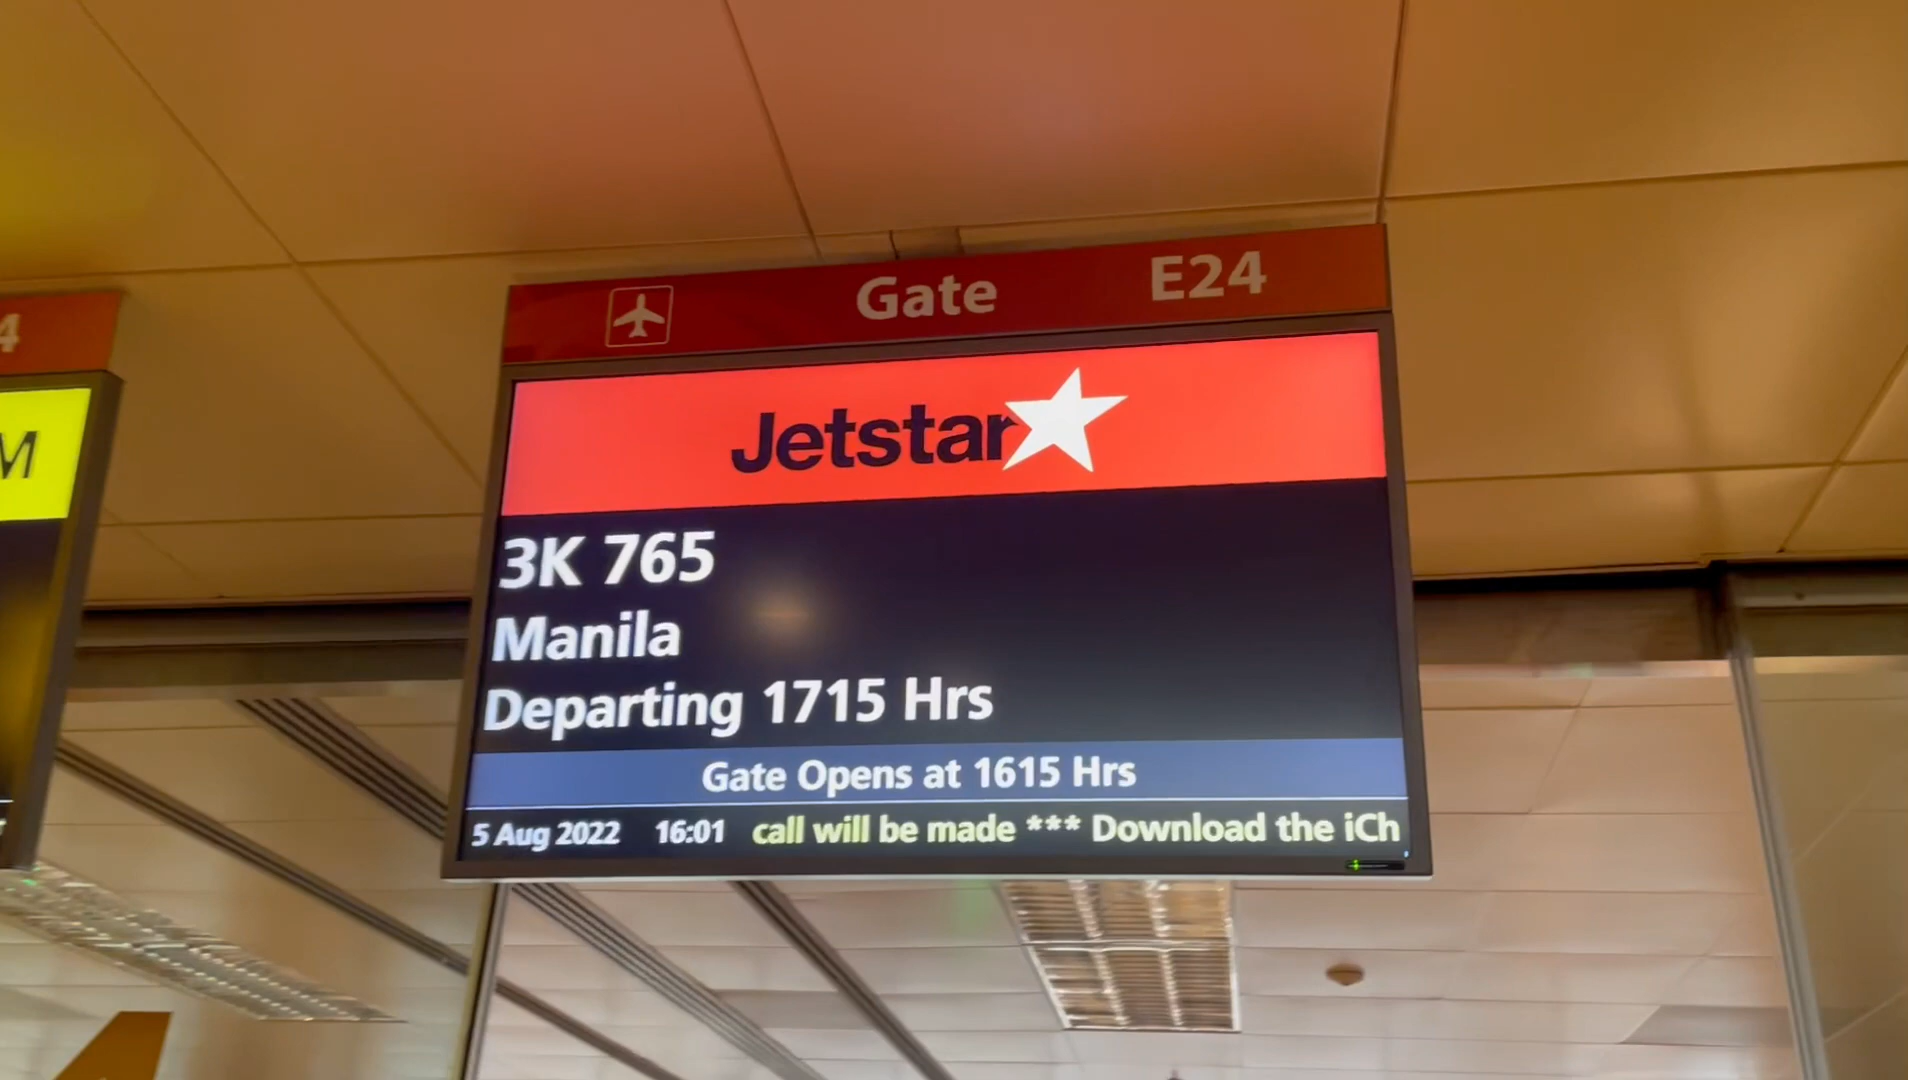 Gate E24
Jetstar
3K 765
Manila
Departing 1715 Hrs
Gate Opens at 1615 Hrs
5 Aug 2022 16:01 call will be made *** Download the iCh
4
M